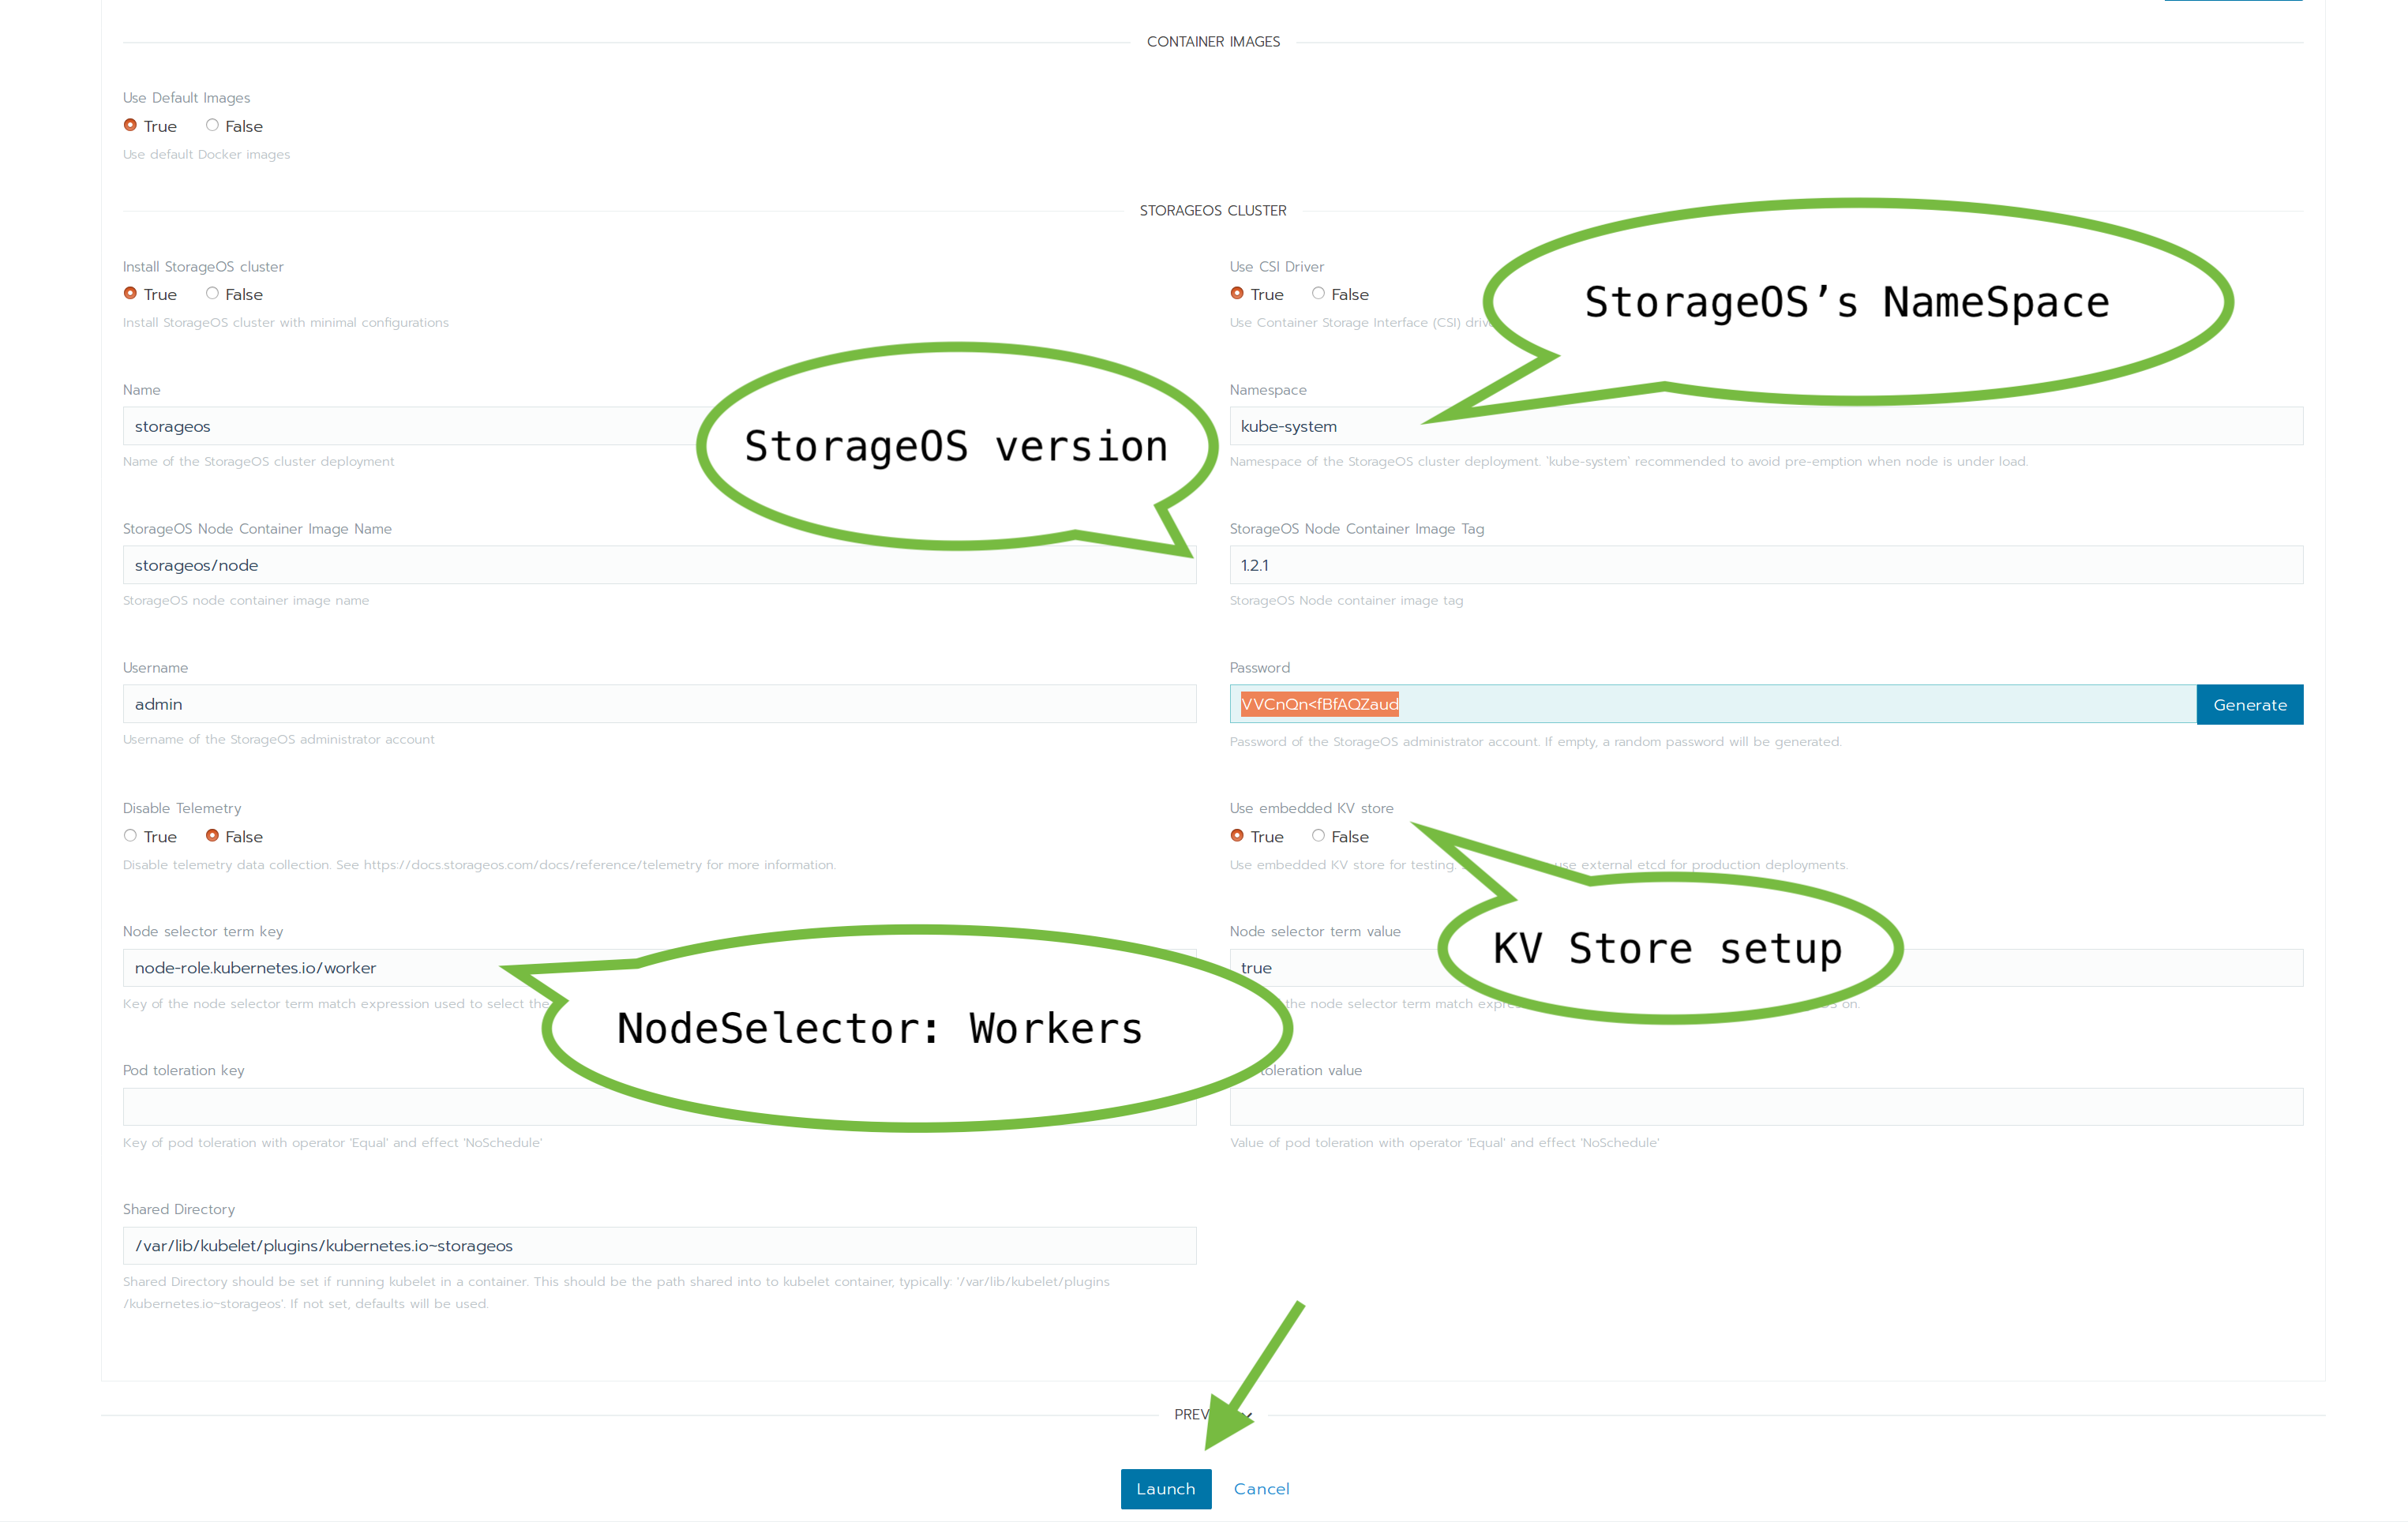 CONTAINER IMAGES
Use Default Images
True False
Use default Docker images
STORAGEOS CLUSTER
Install StorageOS cluster
True False
Install StorageOS cluster with minimal configurations
Use CSI Driver
True False
Use Container Storage Interface (CSI)
StorageOS’s NameSpace
Name
storageos
Name of the StorageOS cluster deployment
StorageOS version
Namespace
kube-system
Namespace of the StorageOS cluster deployment. 'kube-system' recommended to avoid pre-emption when node is under load.
StorageOS Node Container Image Name
storageos/node
StorageOS node container image name
StorageOS Node Container Image Tag
1.2.1
StorageOS Node container image tag
Username
admin
Username of the StorageOS administrator account
Password
VVCnQn<fBfAQZaud Generate
Password of the StorageOS administrator account. If empty, a random password will be generated.
Disable Telemetry
True False
Disable telemetry data collection. See https://docs.storageos.com/docs/reference/telemetry for more information.
Use embedded KV store
True False
Use embedded KV store for testing. use external etcd for production deployments.
KV Store setup
Node selector term key
node-role.kubernetes.io/worker
Key of the node selector term match expression used to select the
NodeSelector: Workers
Node selector term value
true
the node selector term match on.
Pod toleration key
Key of pod toleration with operator 'Equal' and effect 'NoSchedule'
toleration value
Value of pod toleration with operator 'Equal' and effect 'NoSchedule'
Shared Directory
/var/lib/kubelet/plugins/kubernetes.io~storageos
Shared Directory should be set if running kubelet in a container. This should be the path shared into to kubelet container, typically: '/var/lib/kubelet/plugins
/kubernetes.io~storageos'. If not set, defaults will be used.
Launch Cancel